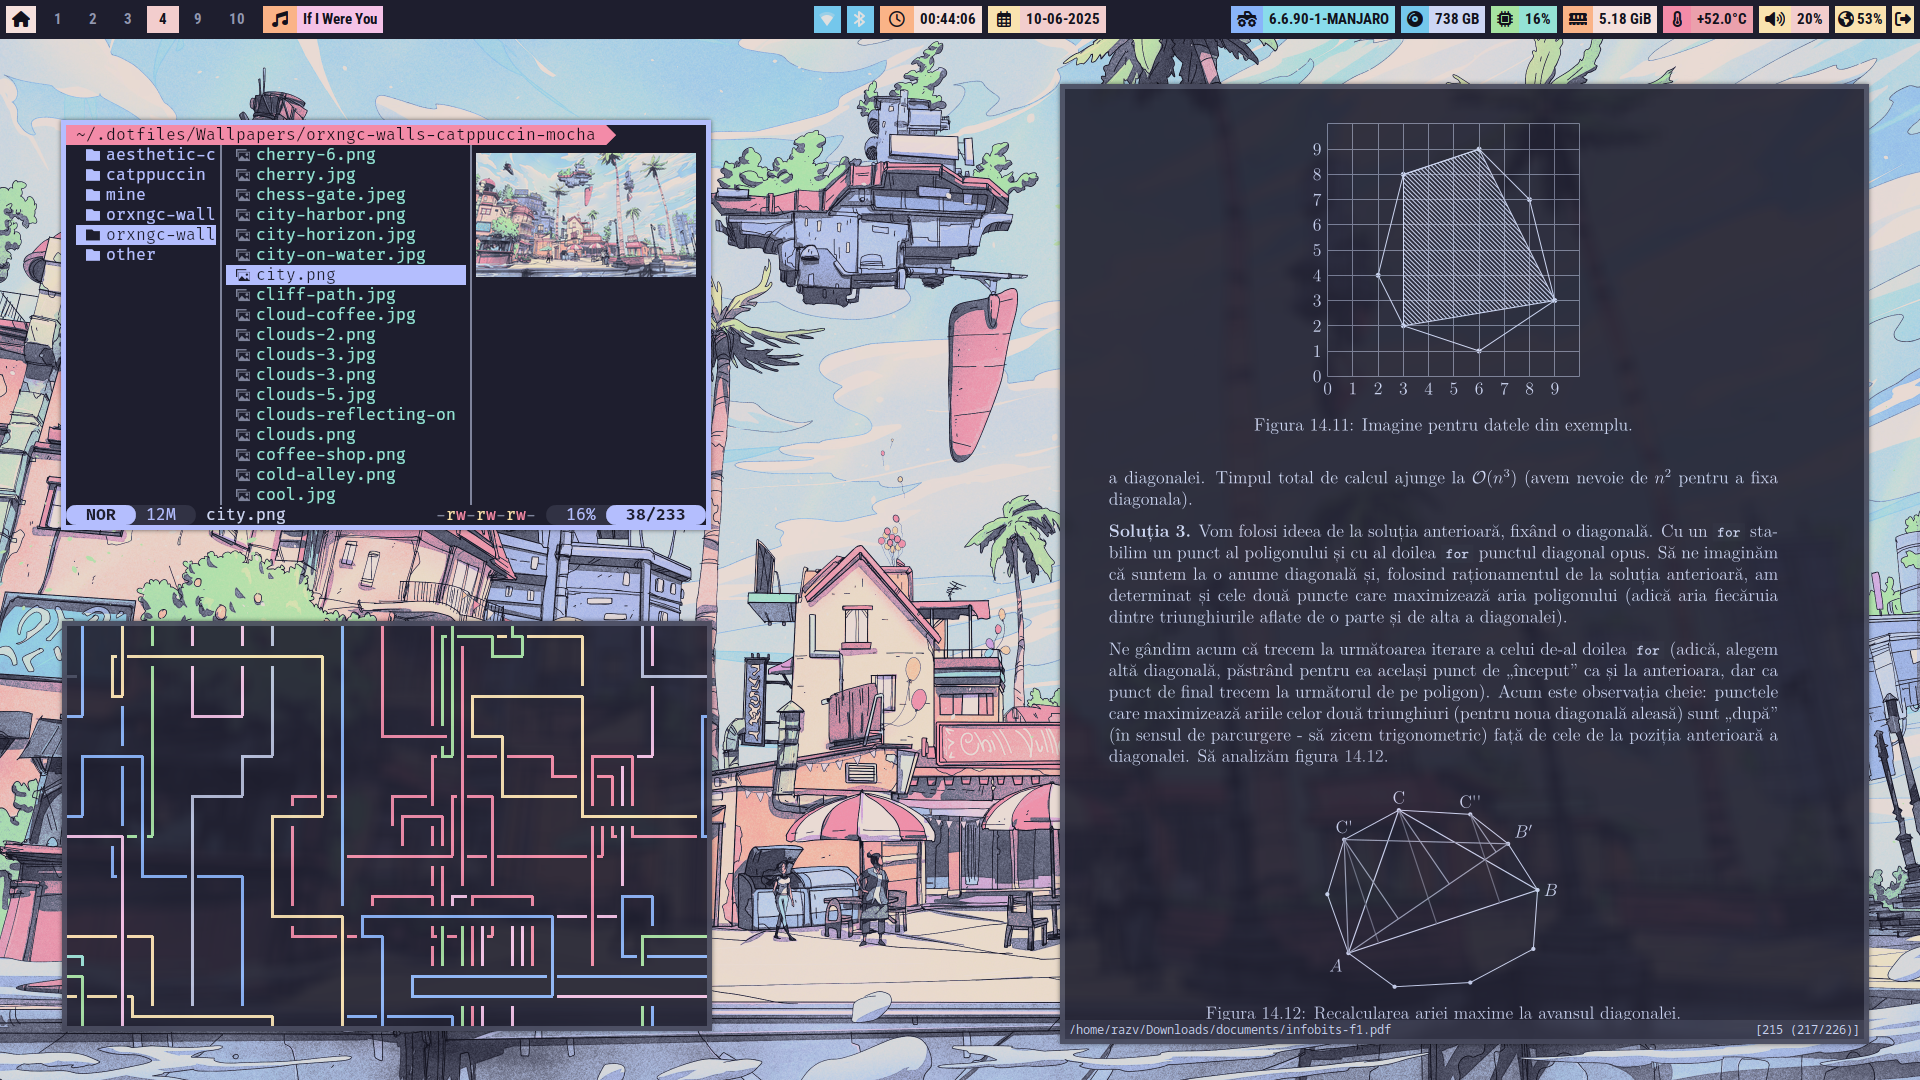 1 2 3 4 9 10 If I Were You 00:44:06 10-06-2025 6.6.90-1-MANJARO 738 GB 16% 5.18 GiB +52.0°C 20% 53%
~/.dotfiles/Wallpapers/orxngc-walls-catppuccin-mocha
aesthetic-c
catppuccin
mine
orxngc-wall
orxngc-wall
other
cherry-6.png
cherry.jpg
chess-gate.jpeg
city-harbor.png
city-horizon.jpg
city-on-water.jpg
city.png
cliff-path.jpg
cloud-coffee.jpg
clouds-2.png
clouds-3.jpg
clouds-3.png
clouds-5.jpg
clouds-reflecting-on
clouds.png
coffee-shop.png
cold-alley.png
cool.jpg
NOR 12M city.png -rw-rw-rw- 16% 38/233
Chill
9
8
7
6
5
4
3
2
1
0
0 1 2 3 4 5 6 7 8 9
Figura 14.11: Imagine pentru datele din exemplu.
a diagonalei. Timpul total de calcul ajunge la O(n³) (avem nevoie de n² pentru a fixa
diagonala).
Soluția 3. Vom folosi ideea de la soluția anterioară, fixând o diagonală. Cu un for sta-
bilim un punct al poligonului și cu al doilea for punctul diagonal opus. Să ne imaginăm
că suntem la o anume diagonală și, folosind raționamentul de la soluția anterioară, am
determinat și cele două puncte care maximizează aria poligonului (adică aria fiecăruia
dintre triunghiurile aflate de o parte și de alta a diagonalei).
Ne gândim acum că trecem la următoarea iterare a celui de-al doilea for (adică, alegem
altă diagonală, păstrând pentru ea același punct de „început” ca și la anterioara, dar ca
punct de final trecem la următorul de pe poligon). Acum este observația cheie: punctele
care maximizează ariile celor două triunghiuri (pentru noua diagonală aleasă) sunt „după”
(în sensul de parcurgere - să zicem trigonometric) față de cele de la poziția anterioară a
diagonalei. Să analizăm figura 14.12.
C C''
C' B'
B
A
Figura 14.12: Recalcularea ariei maxime la avansul diagonalei.
/home/razv/Downloads/documents/infobits-f1.pdf [215 (217/226)]